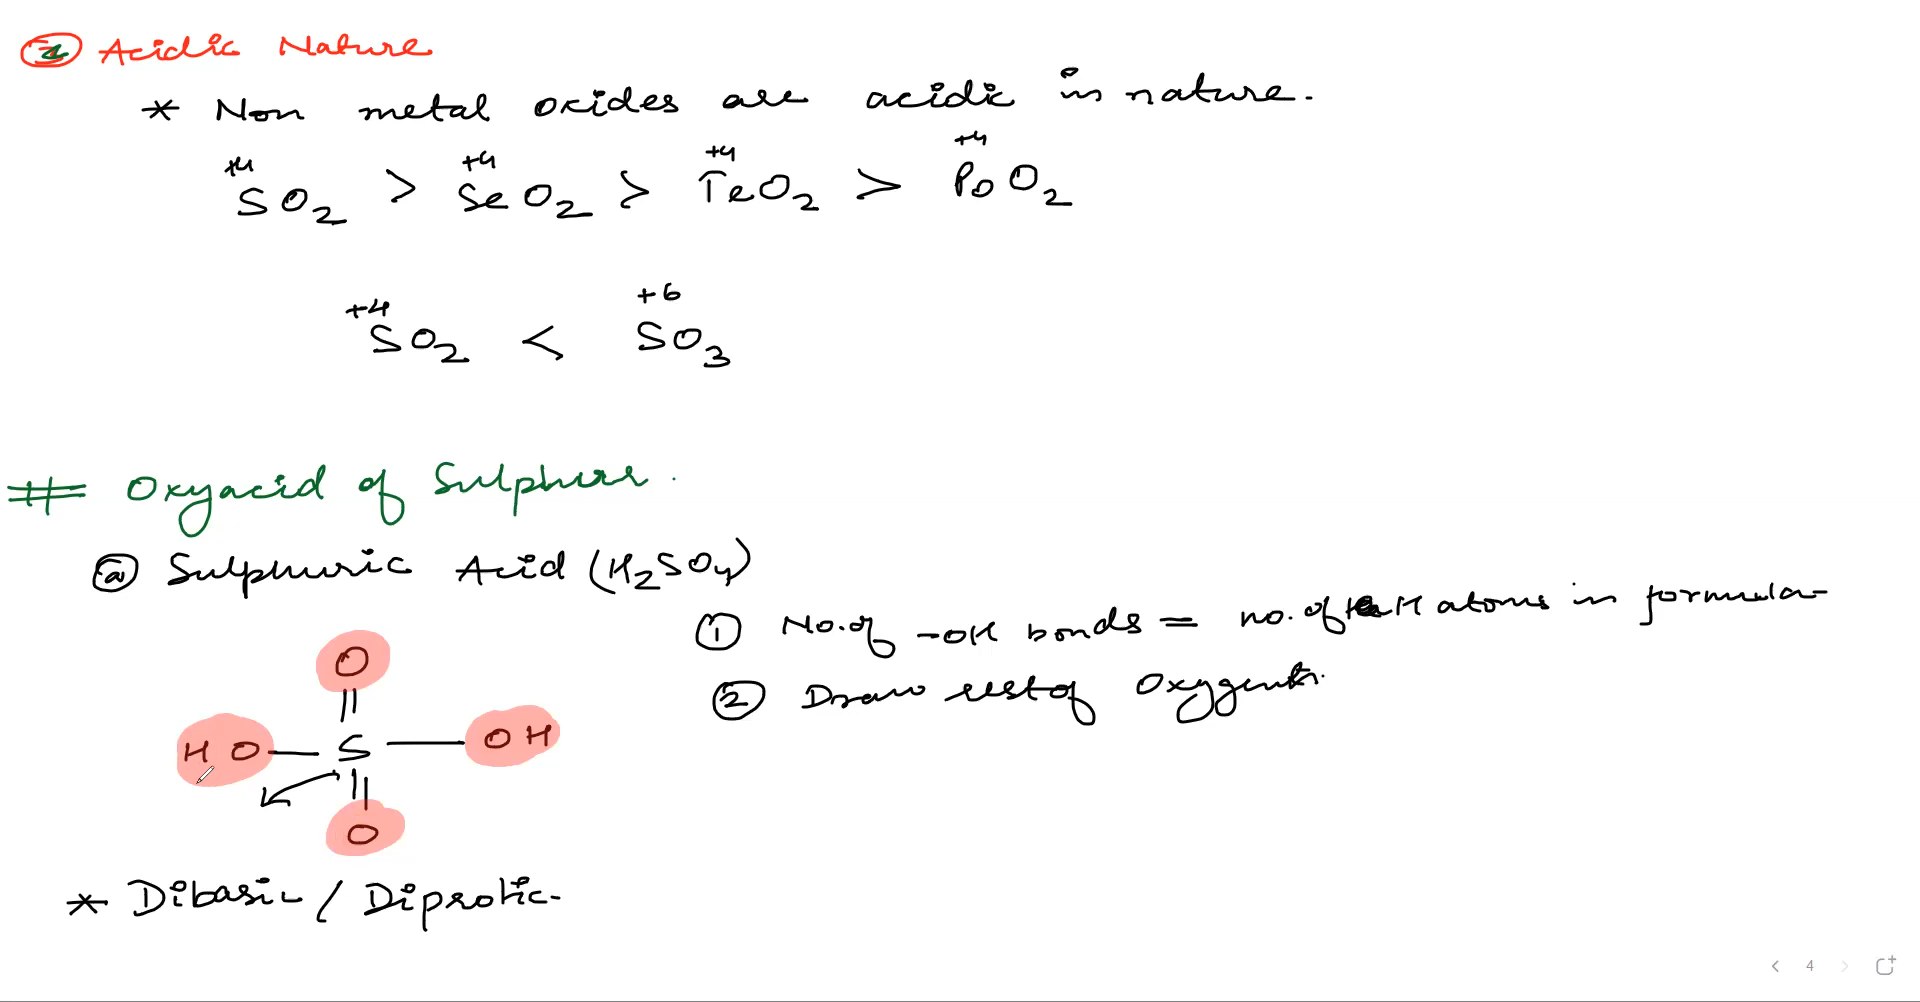 ② Acidic Nature
* Non metal oxides are acidic in nature.
+4 +4 +4 +4
SO2 > SeO2 > TeO2 > PoO2
+4 +6
SO2 < SO3
# Oxyacid of Sulphur.
ⓐ Sulphuric Acid (H2SO4)
① No. of -OH bonds = no. of H atoms in formula
② Draw rest of Oxygen
O
HO S OH
O
* Dibasic / Diprotic
4